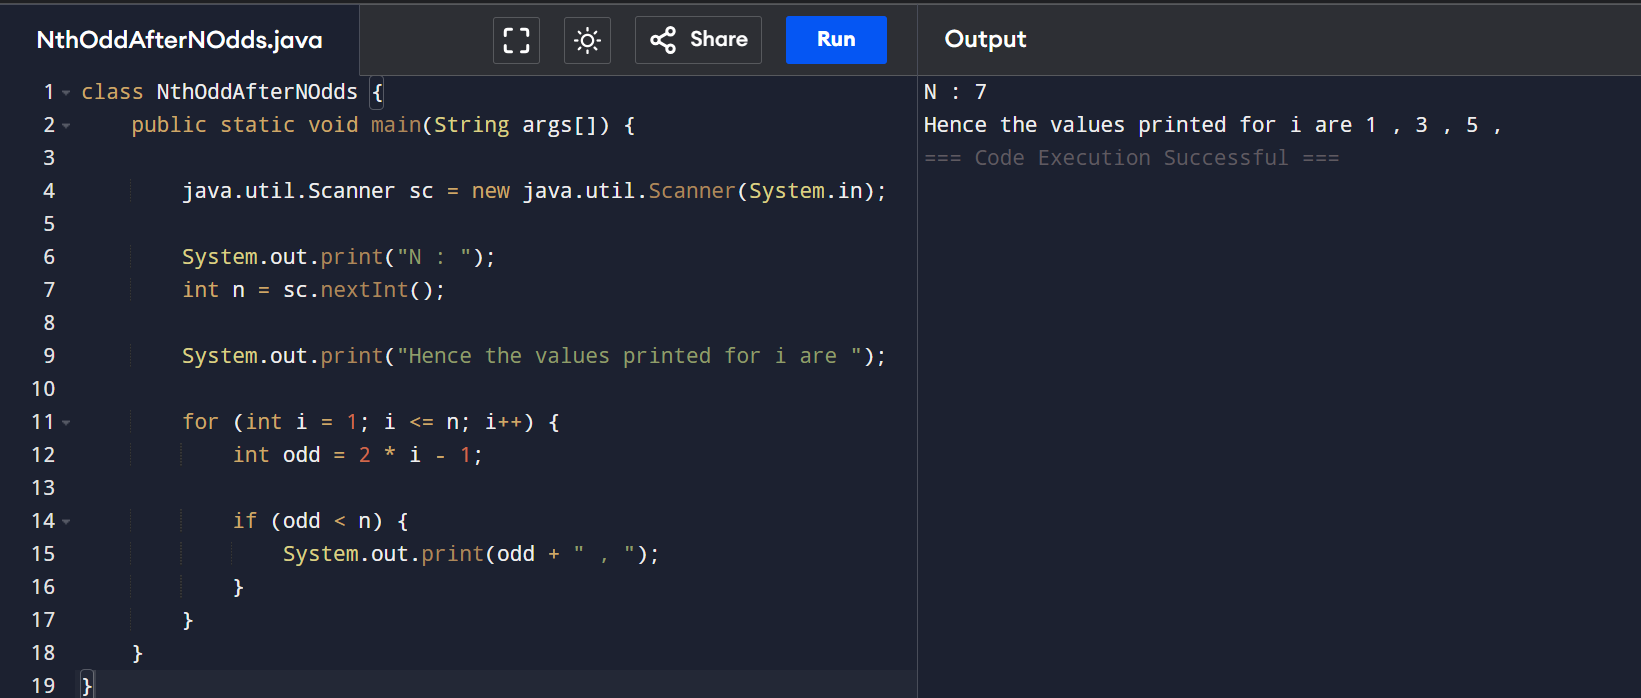 NthOddAfterNOdds.java Share Run Output
1 class NthOddAfterNOdds {
2     public static void main(String args[]) {
3
4         java.util.Scanner sc = new java.util.Scanner(System.in);
5
6         System.out.print("N : ");
7         int n = sc.nextInt();
8
9         System.out.print("Hence the values printed for i are ");
10
11         for (int i = 1; i <= n; i++) {
12             int odd = 2 * i - 1;
13
14             if (odd < n) {
15                 System.out.print(odd + " , ");
16             }
17         }
18     }
19 }
N : 7
Hence the values printed for i are 1 , 3 , 5 ,
=== Code Execution Successful ===